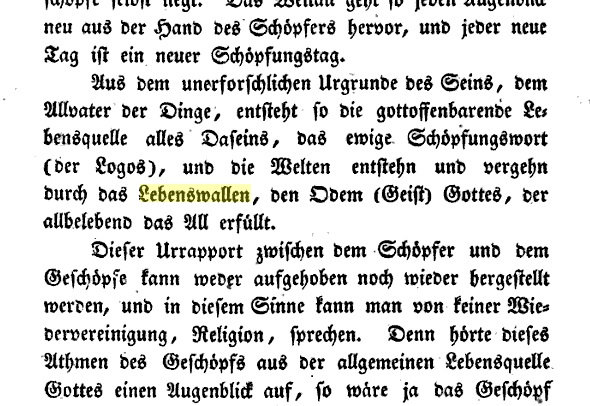 schöpfe selbst liegt. Das Weltall geht so jeden Augenblick
neu aus der Hand des Schöpfers hervor, und jeder neue
Tag ist ein neuer Schöpfungstag.
Aus dem unerforschlichen Urgrunde des Seins, dem
Allvater der Dinge, entsteht so die gottoffenbarende Le-
bensquelle alles Daseins, das ewige Schöpfungswort
(der Logos), und die Welten entstehn und vergehn
durch das Lebenswallen, den Odem (Geist) Gottes, der
allbelebend das All erfüllt.
Dieser Urrapport zwischen dem Schöpfer und dem
Geschöpfe kann weder aufgehoben noch wieder hergestellt
werden, und in diesem Sinne kann man von keiner Wie-
dervereinigung, Religion, sprechen. Denn hörte dieses
Athmen des Geschöpfs aus der allgemeinen Lebensquelle
Gottes einen Augenblick auf, so wäre ja das Geschöpf